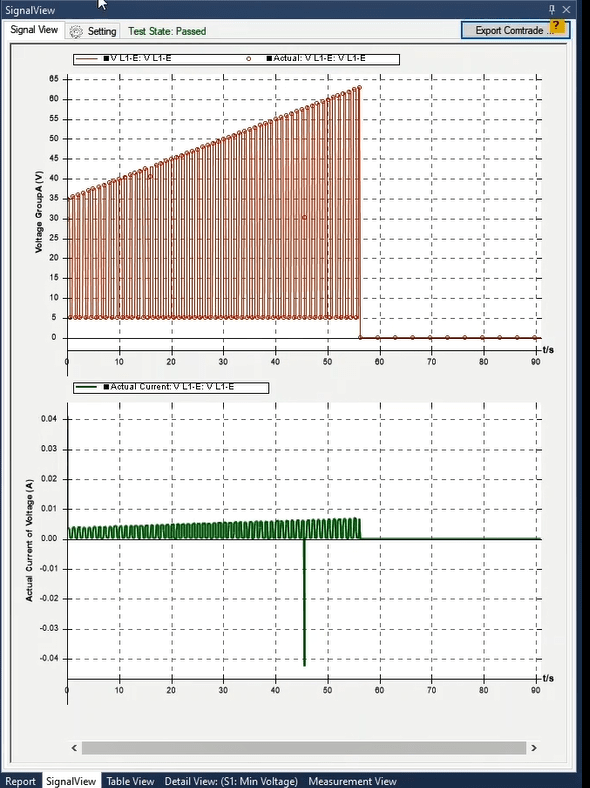 SignalView
Signal View Setting Test State: Passed Export Comtrade ... ?
V L1-E: V L1-E Actual: V L1-E: V L1-E
65
60
55
50
45
40
35
30
25
20
15
10
5
0
Voltage GroupA (V)
0 10 20 30 40 50 60 70 80 90
t/s
Actual Current: V L1-E: V L1-E
0.04
0.03
0.02
0.01
0.00
-0.01
-0.02
-0.03
-0.04
Actual Current of Voltage (A)
0 10 20 30 40 50 60 70 80 90
t/s
Report SignalView Table View Detail View: (S1: Min Voltage) Measurement View